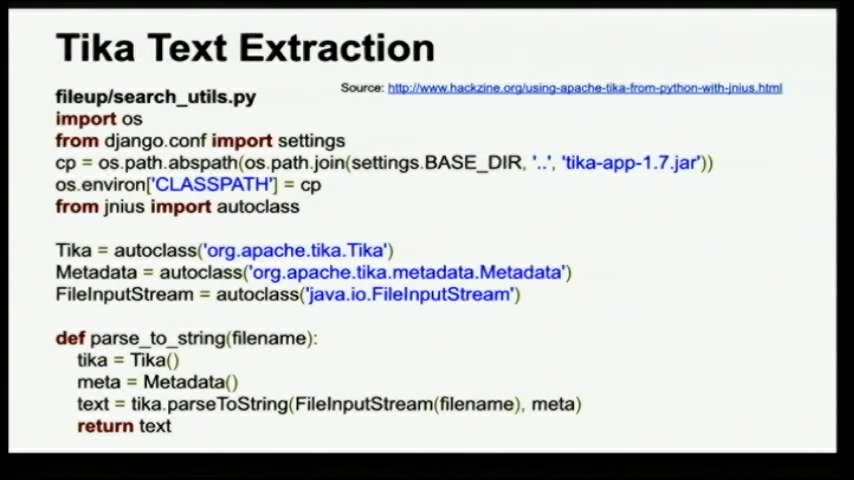 Tika Text Extraction
Source: http://www.hackzine.org/using-apache-tika-from-python-with-jnius.html
fileup/search_utils.py
import os
from django.conf import settings
cp = os.path.abspath(os.path.join(settings.BASE_DIR, '..', 'tika-app-1.7.jar'))
os.environ['CLASSPATH'] = cp
from jnius import autoclass
Tika = autoclass('org.apache.tika.Tika')
Metadata = autoclass('org.apache.tika.metadata.Metadata')
FileInputStream = autoclass('java.io.FileInputStream')
def parse_to_string(filename):
    tika = Tika()
    meta = Metadata()
    text = tika.parseToString(FileInputStream(filename), meta)
    return text